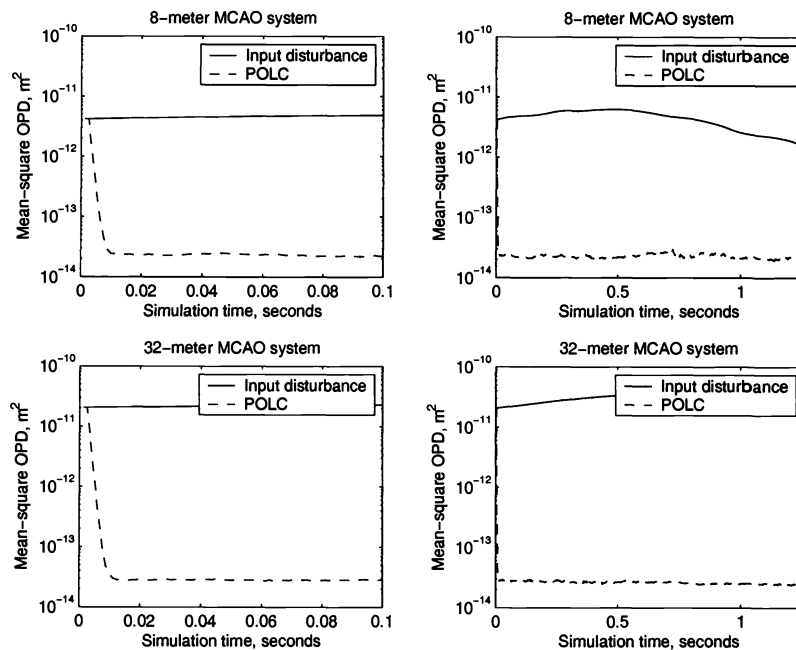 8−meter MCAO system
Mean−square OPD, m²
10⁻¹⁰
10⁻¹¹
10⁻¹²
10⁻¹³
10⁻¹⁴
Input disturbance
POLC
0 0.02 0.04 0.06 0.08 0.1
Simulation time, seconds
8−meter MCAO system
Mean−square OPD, m²
10⁻¹⁰
10⁻¹¹
10⁻¹²
10⁻¹³
10⁻¹⁴
Input disturbance
POLC
0 0.5 1
Simulation time, seconds
32−meter MCAO system
Mean−square OPD, m²
10⁻¹⁰
10⁻¹¹
10⁻¹²
10⁻¹³
10⁻¹⁴
Input disturbance
POLC
0 0.02 0.04 0.06 0.08 0.1
Simulation time, seconds
32−meter MCAO system
Mean−square OPD, m²
10⁻¹⁰
10⁻¹¹
10⁻¹²
10⁻¹³
10⁻¹⁴
Input disturbance
POLC
0 0.5 1
Simulation time, seconds